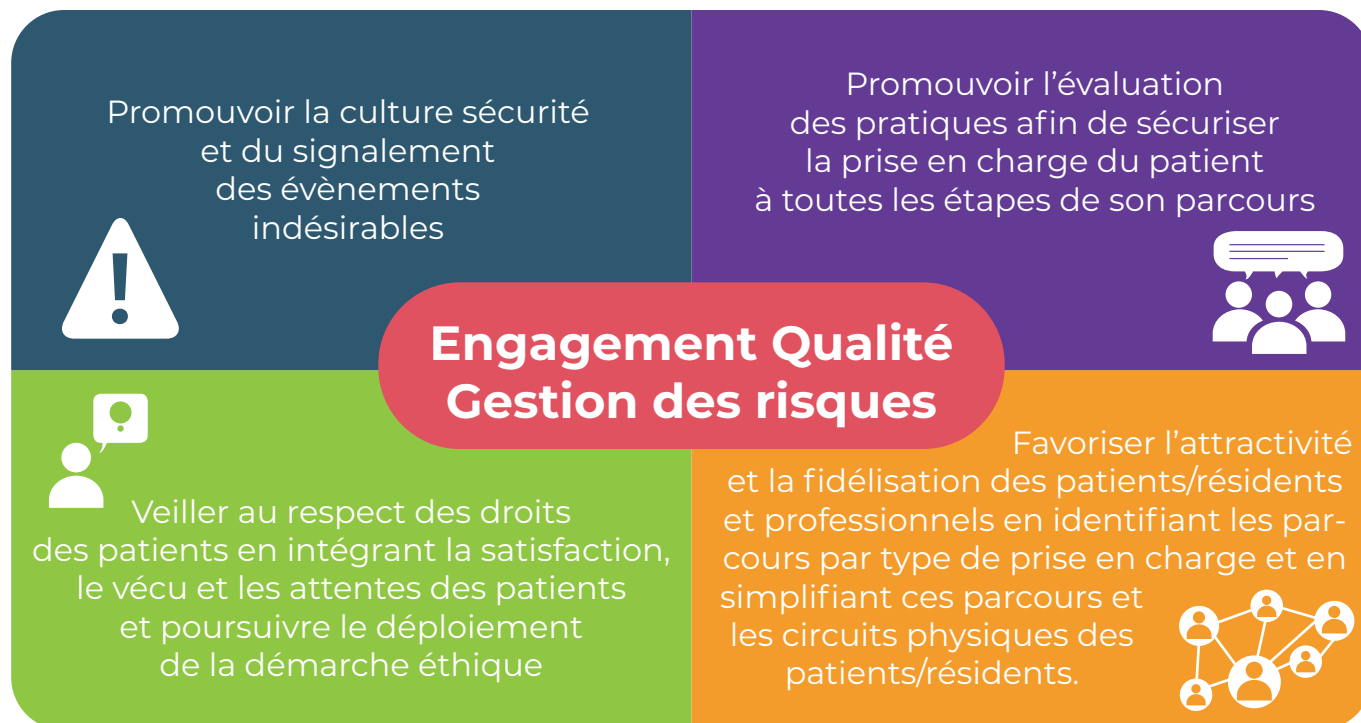 Promouvoir la culture sécurité
et du signalement
des évènements
indésirables
Promouvoir l’évaluation
des pratiques afin de sécuriser
la prise en charge du patient
à toutes les étapes de son parcours
Engagement Qualité
Gestion des risques
Veiller au respect des droits
des patients en intégrant la satisfaction,
le vécu et les attentes des patients
et poursuivre le déploiement
de la démarche éthique
Favoriser l’attractivité
et la fidélisation des patients/résidents
et professionnels en identifiant les par-
cours par type de prise en charge et en
simplifiant ces parcours et
les circuits physiques des
patients/résidents.